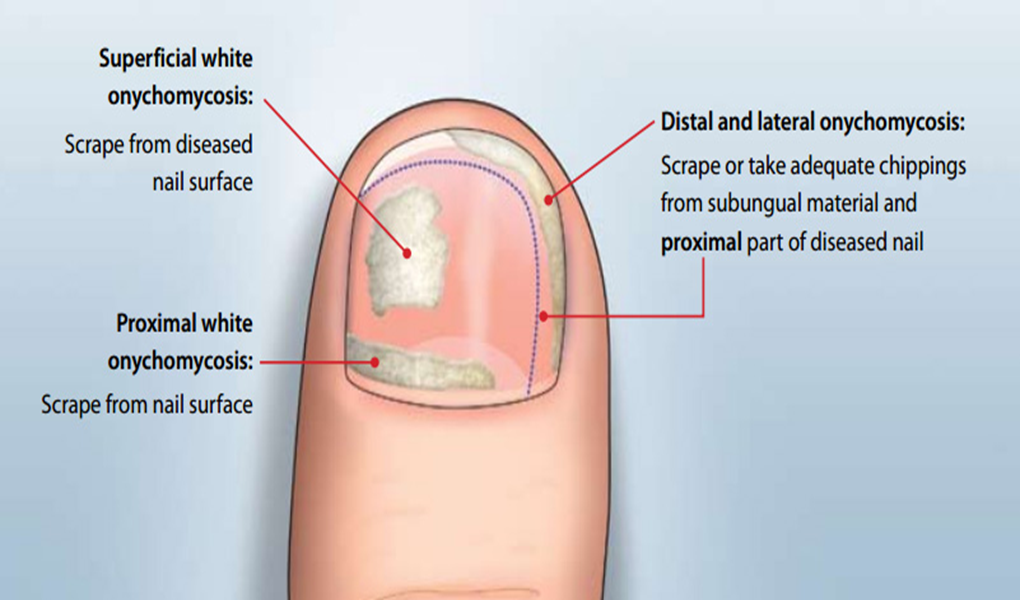 Superficial white
onychomycosis:
Scrape from diseased
nail surface
Distal and lateral onychomycosis:
Scrape or take adequate chippings
from subungual material and
proximal part of diseased nail
Proximal white
onychomycosis:
Scrape from nail surface